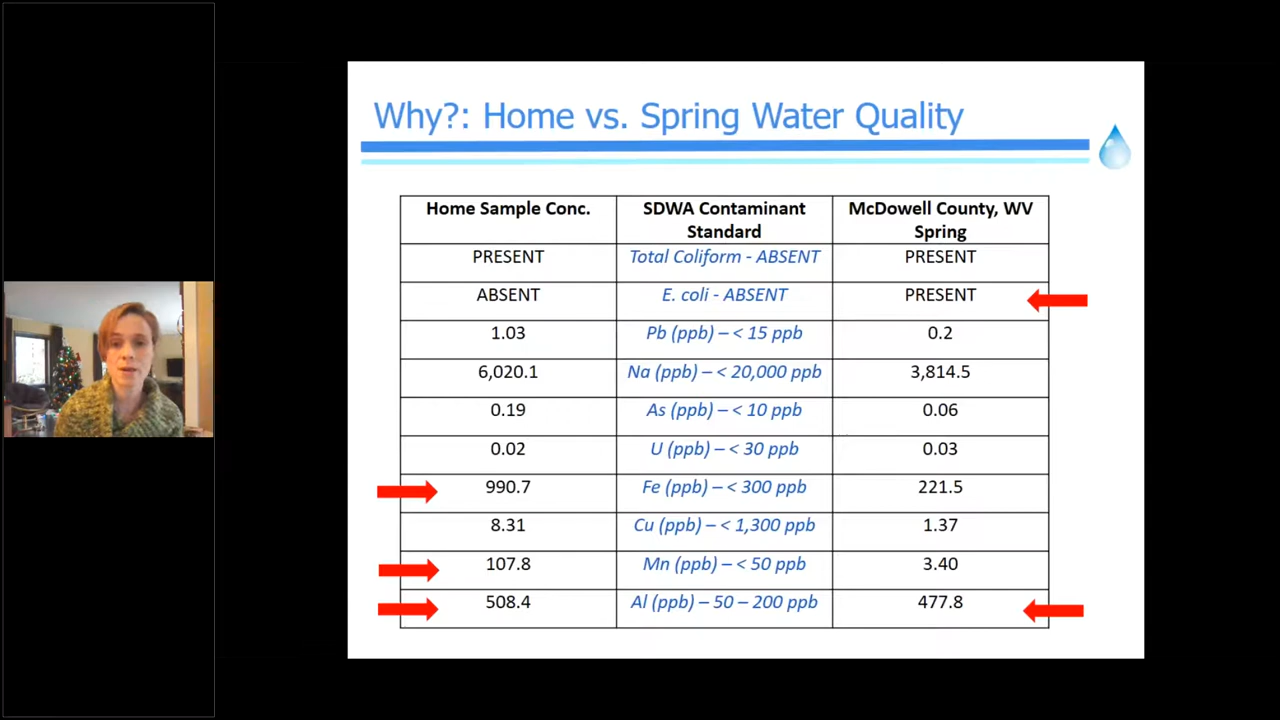 Why?: Home vs. Spring Water Quality
Home Sample Conc. SDWA Contaminant Standard McDowell County, WV Spring
PRESENT Total Coliform - ABSENT PRESENT
ABSENT E. coli - ABSENT PRESENT
1.03 Pb (ppb) – < 15 ppb 0.2
6,020.1 Na (ppb) – < 20,000 ppb 3,814.5
0.19 As (ppb) – < 10 ppb 0.06
0.02 U (ppb) – < 30 ppb 0.03
990.7 Fe (ppb) – < 300 ppb 221.5
8.31 Cu (ppb) – < 1,300 ppb 1.37
107.8 Mn (ppb) – < 50 ppb 3.40
508.4 Al (ppb) – 50 – 200 ppb 477.8